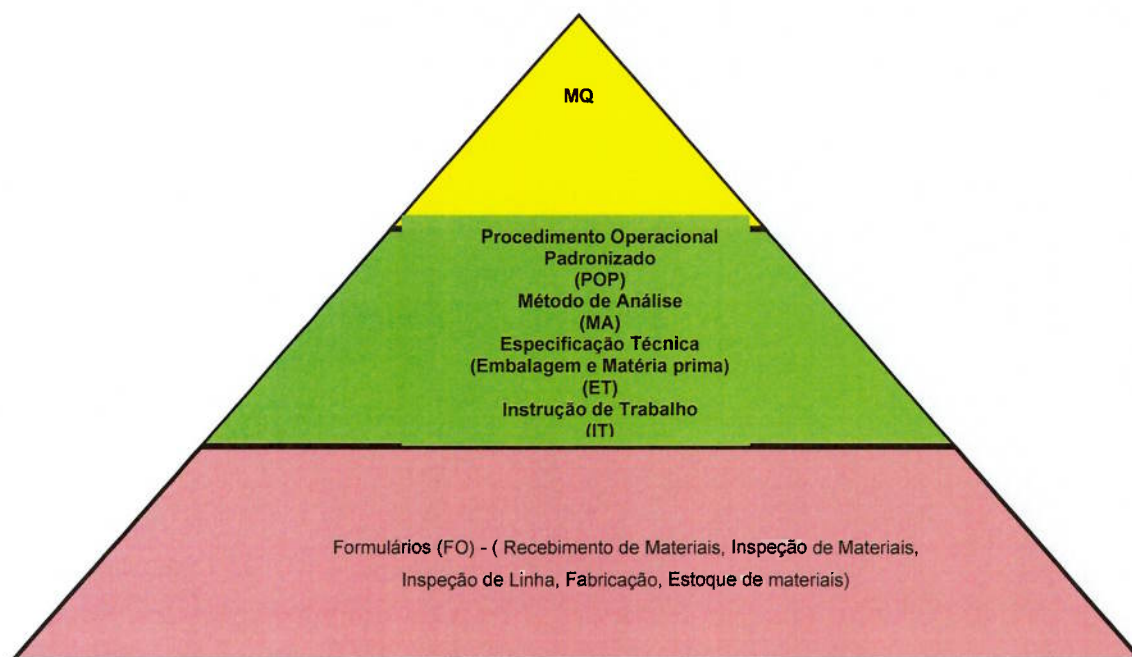 MQ
Procedimento Operacional
Padronizado
(POP)
Método de Análise
(MA)
Especificação Técnica
(Embalagem e Matéria prima)
(ET)
Instrução de Trabalho
(IT)
Formulários (FO) - ( Recebimento de Materiais, Inspeção de Materiais,
Inspeção de Linha, Fabricação, Estoque de materiais)